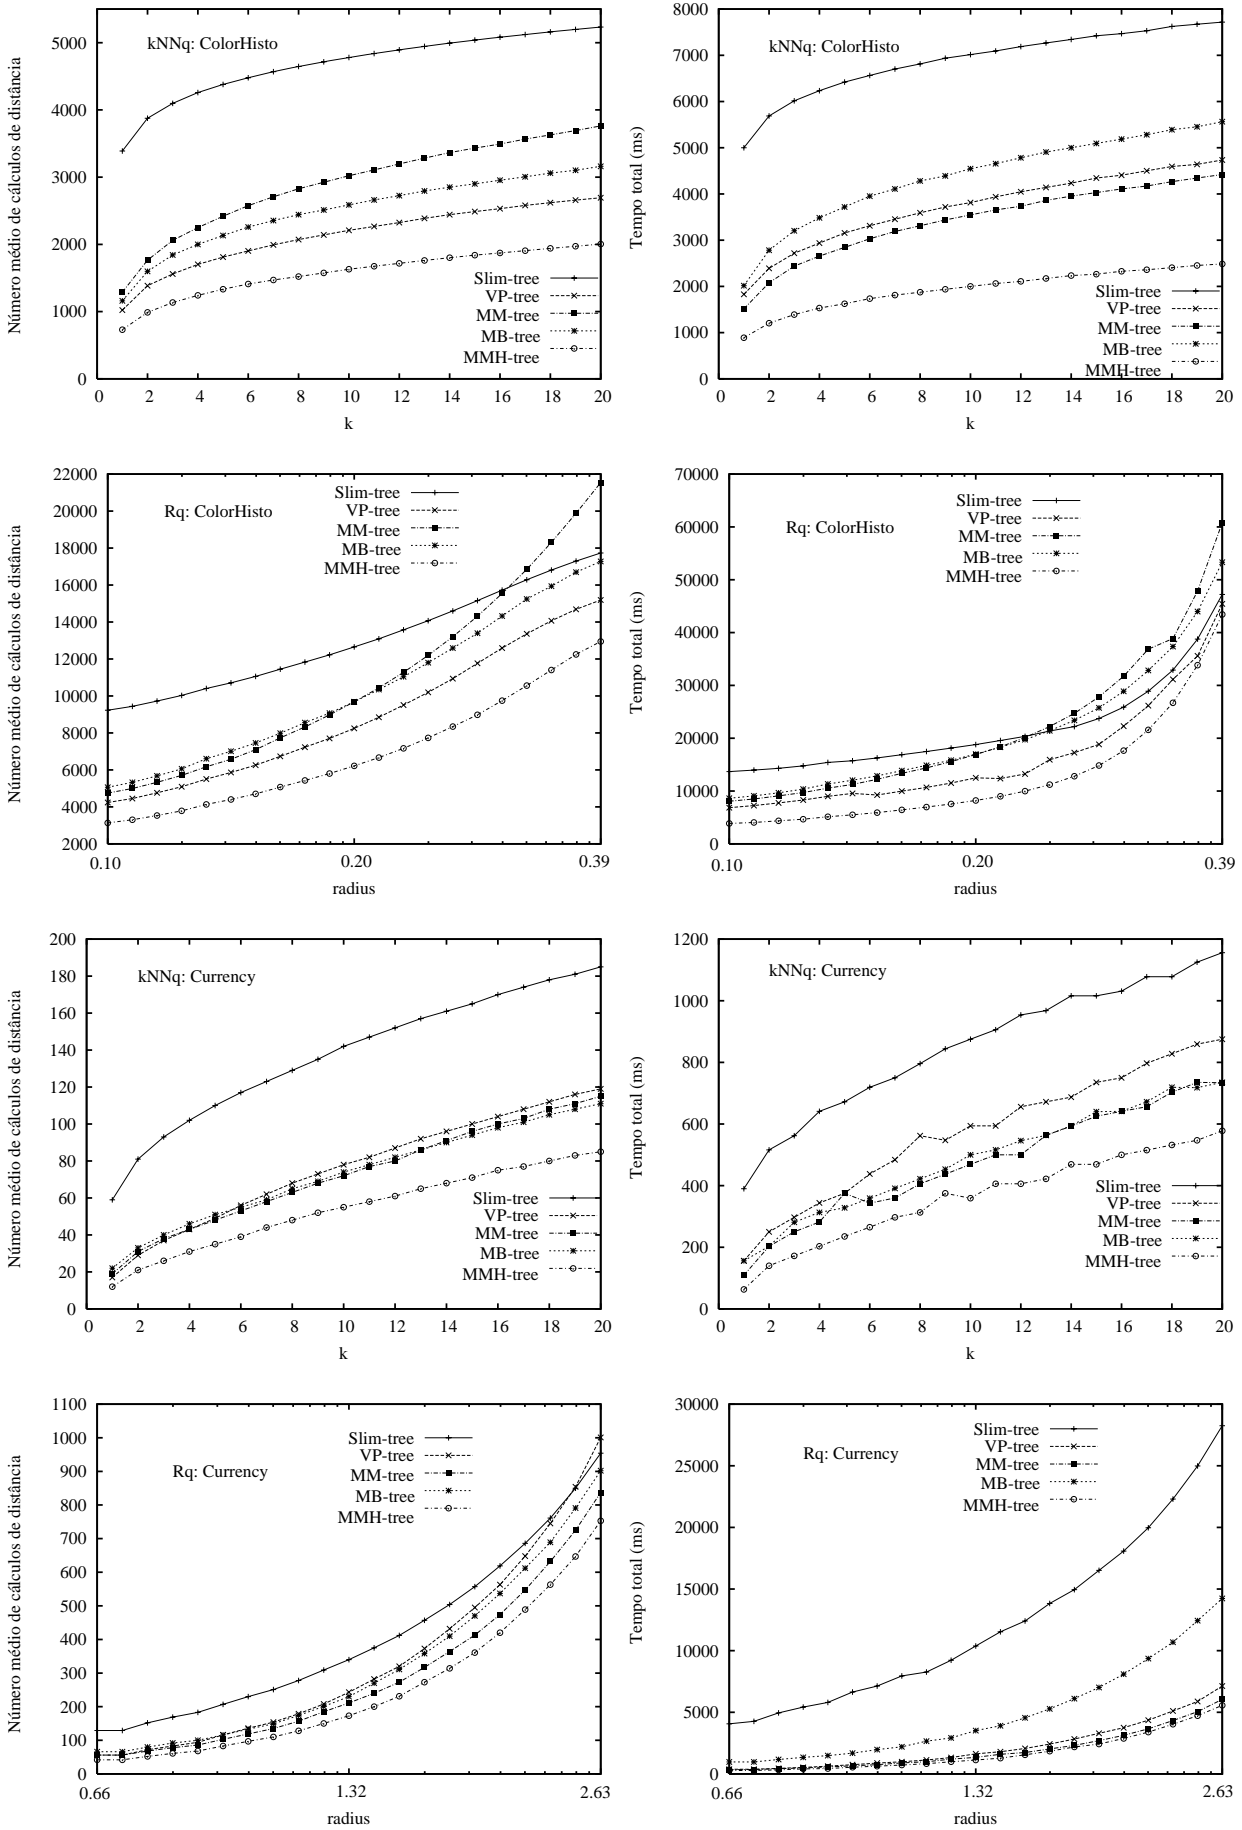 Número médio de cálculos de distância
5000
4000
3000
2000
1000
0
kNNq: ColorHisto
Slim-tree
VP-tree
MM-tree
MB-tree
MMH-tree
0 2 4 6 8 10 12 14 16 18 20
k
Tempo total (ms)
8000
7000
6000
5000
4000
3000
2000
1000
0
kNNq: ColorHisto
Slim-tree
VP-tree
MM-tree
MB-tree
MMH-tree
0 2 4 6 8 10 12 14 16 18 20
k
Número médio de cálculos de distância
22000
20000
18000
16000
14000
12000
10000
8000
6000
4000
2000
Rq: ColorHisto
Slim-tree
VP-tree
MM-tree
MB-tree
MMH-tree
0.10 0.20 0.39
radius
Tempo total (ms)
70000
60000
50000
40000
30000
20000
10000
0
Rq: ColorHisto
Slim-tree
VP-tree
MM-tree
MB-tree
MMH-tree
0.10 0.20 0.39
radius
Número médio de cálculos de distância
200
180
160
140
120
100
80
60
40
20
0
kNNq: Currency
Slim-tree
VP-tree
MM-tree
MB-tree
MMH-tree
0 2 4 6 8 10 12 14 16 18 20
k
Tempo total (ms)
1200
1000
800
600
400
200
0
kNNq: Currency
Slim-tree
VP-tree
MM-tree
MB-tree
MMH-tree
0 2 4 6 8 10 12 14 16 18 20
k
Número médio de cálculos de distância
1100
1000
900
800
700
600
500
400
300
200
100
0
Rq: Currency
Slim-tree
VP-tree
MM-tree
MB-tree
MMH-tree
0.66 1.32 2.63
radius
Tempo total (ms)
30000
25000
20000
15000
10000
5000
0
Rq: Currency
Slim-tree
VP-tree
MM-tree
MB-tree
MMH-tree
0.66 1.32 2.63
radius